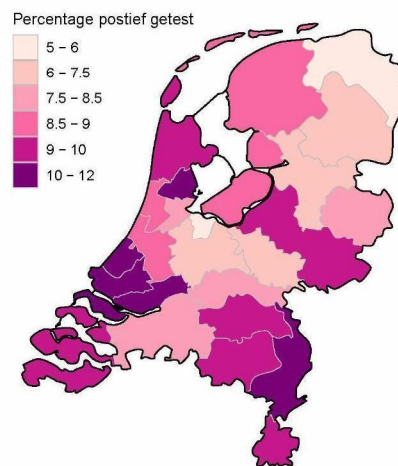 Percentage postief getest
5 – 6
6 – 7.5
7.5 – 8.5
8.5 – 9
9 – 10
10 – 12